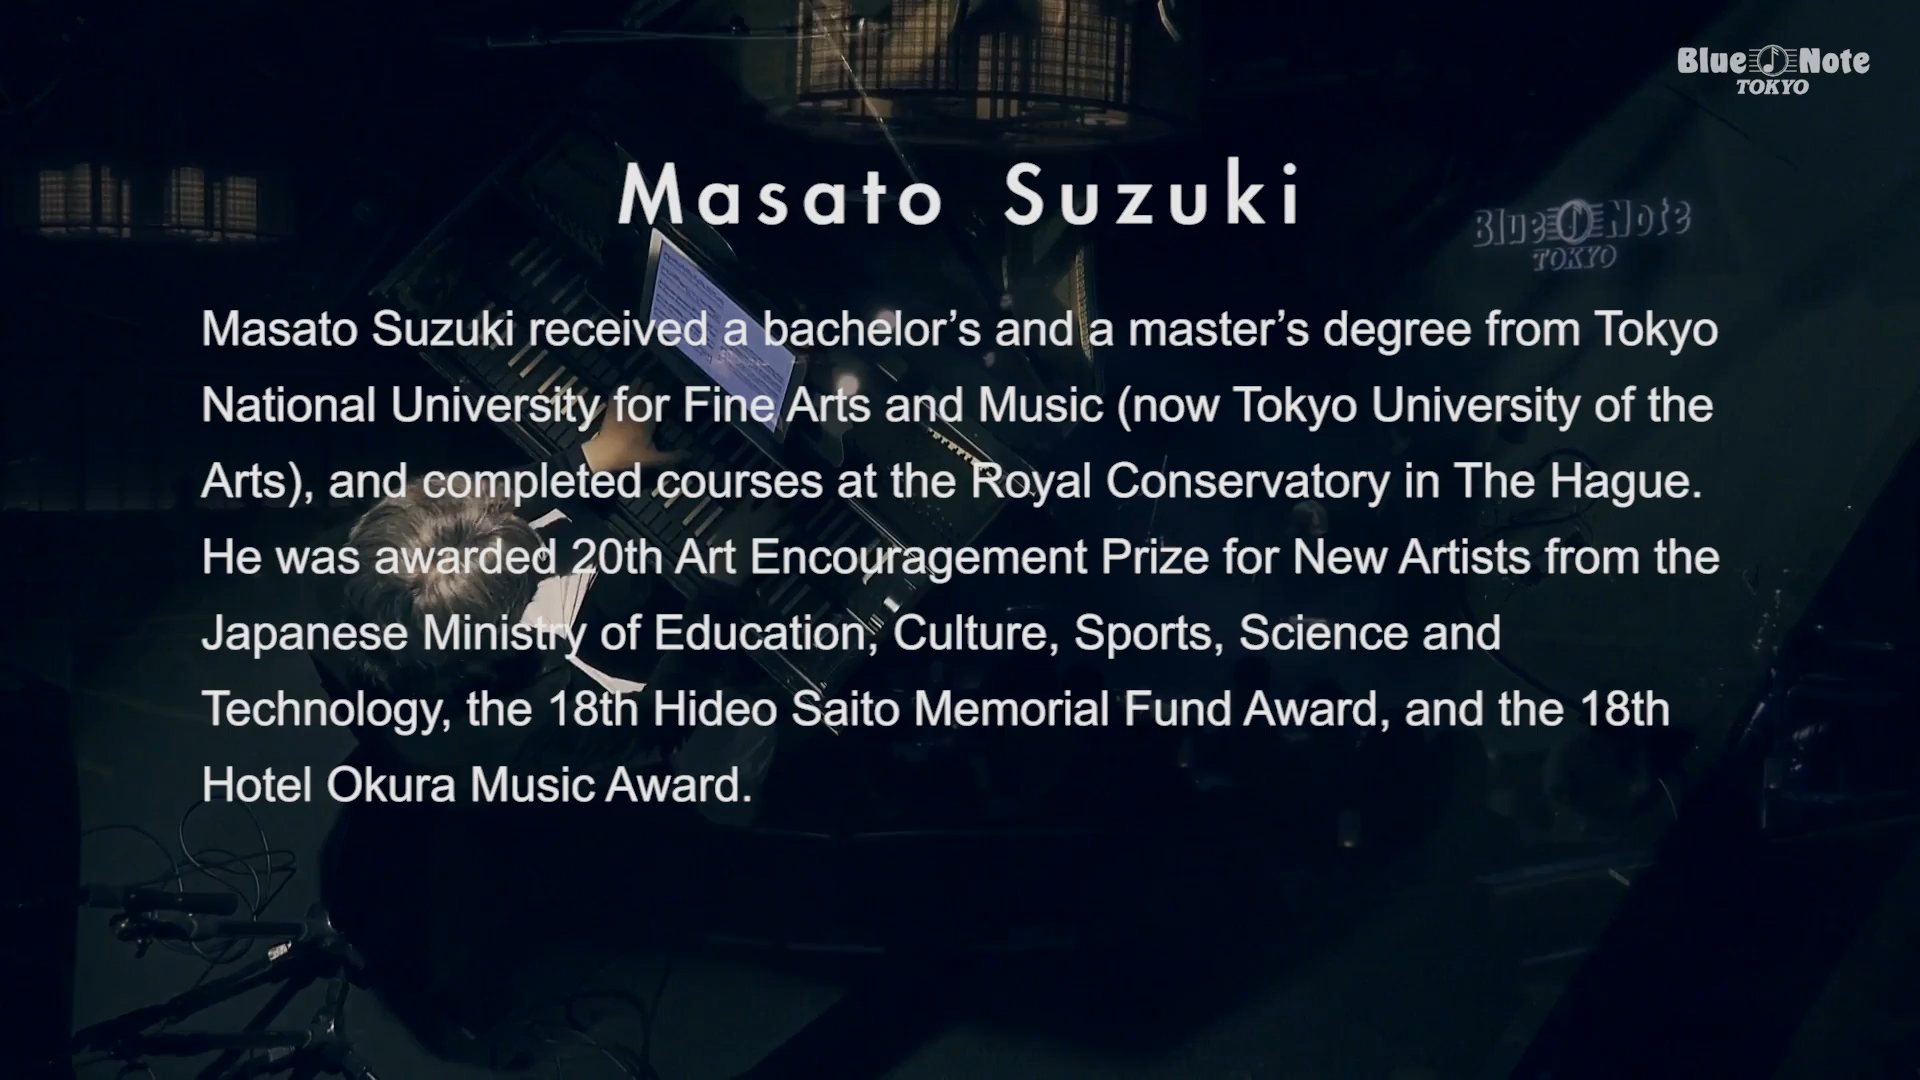 Blue Note
TOKYO
Masato Suzuki
Blue Note
TOKYO
Masato Suzuki received a bachelor’s and a master’s degree from Tokyo
National University for Fine Arts and Music (now Tokyo University of the
Arts), and completed courses at the Royal Conservatory in The Hague.
He was awarded 20th Art Encouragement Prize for New Artists from the
Japanese Ministry of Education, Culture, Sports, Science and
Technology, the 18th Hideo Saito Memorial Fund Award, and the 18th
Hotel Okura Music Award.